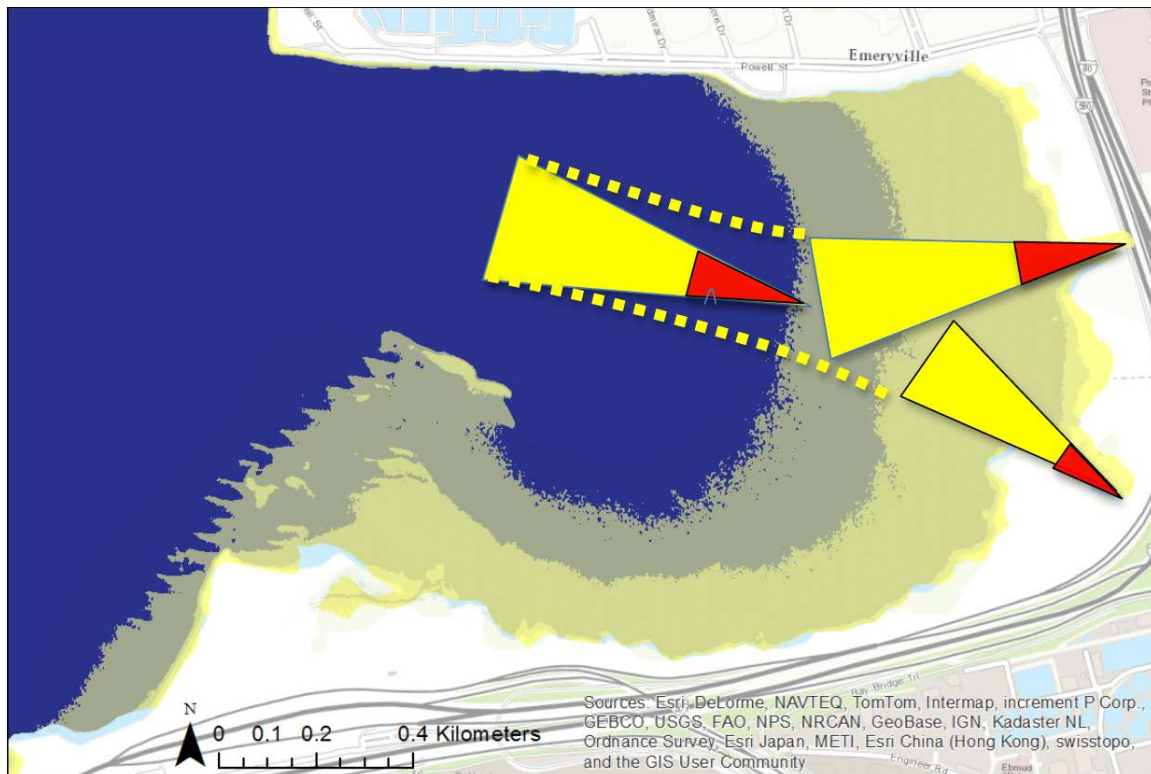 Powell St
Emeryville
80
580
N
0 0.1 0.2 0.4 Kilometers
Bay Bridge Trl
Engineer Rd
Ebmud
Sources: Esri, DeLorme, NAVTEQ, TomTom, Intermap, increment P Corp.,
GEBCO, USGS, FAO, NPS, NRCAN, GeoBase, IGN, Kadaster NL,
Ordnance Survey, Esri Japan, METI, Esri China (Hong Kong), swisstopo,
and the GIS User Community